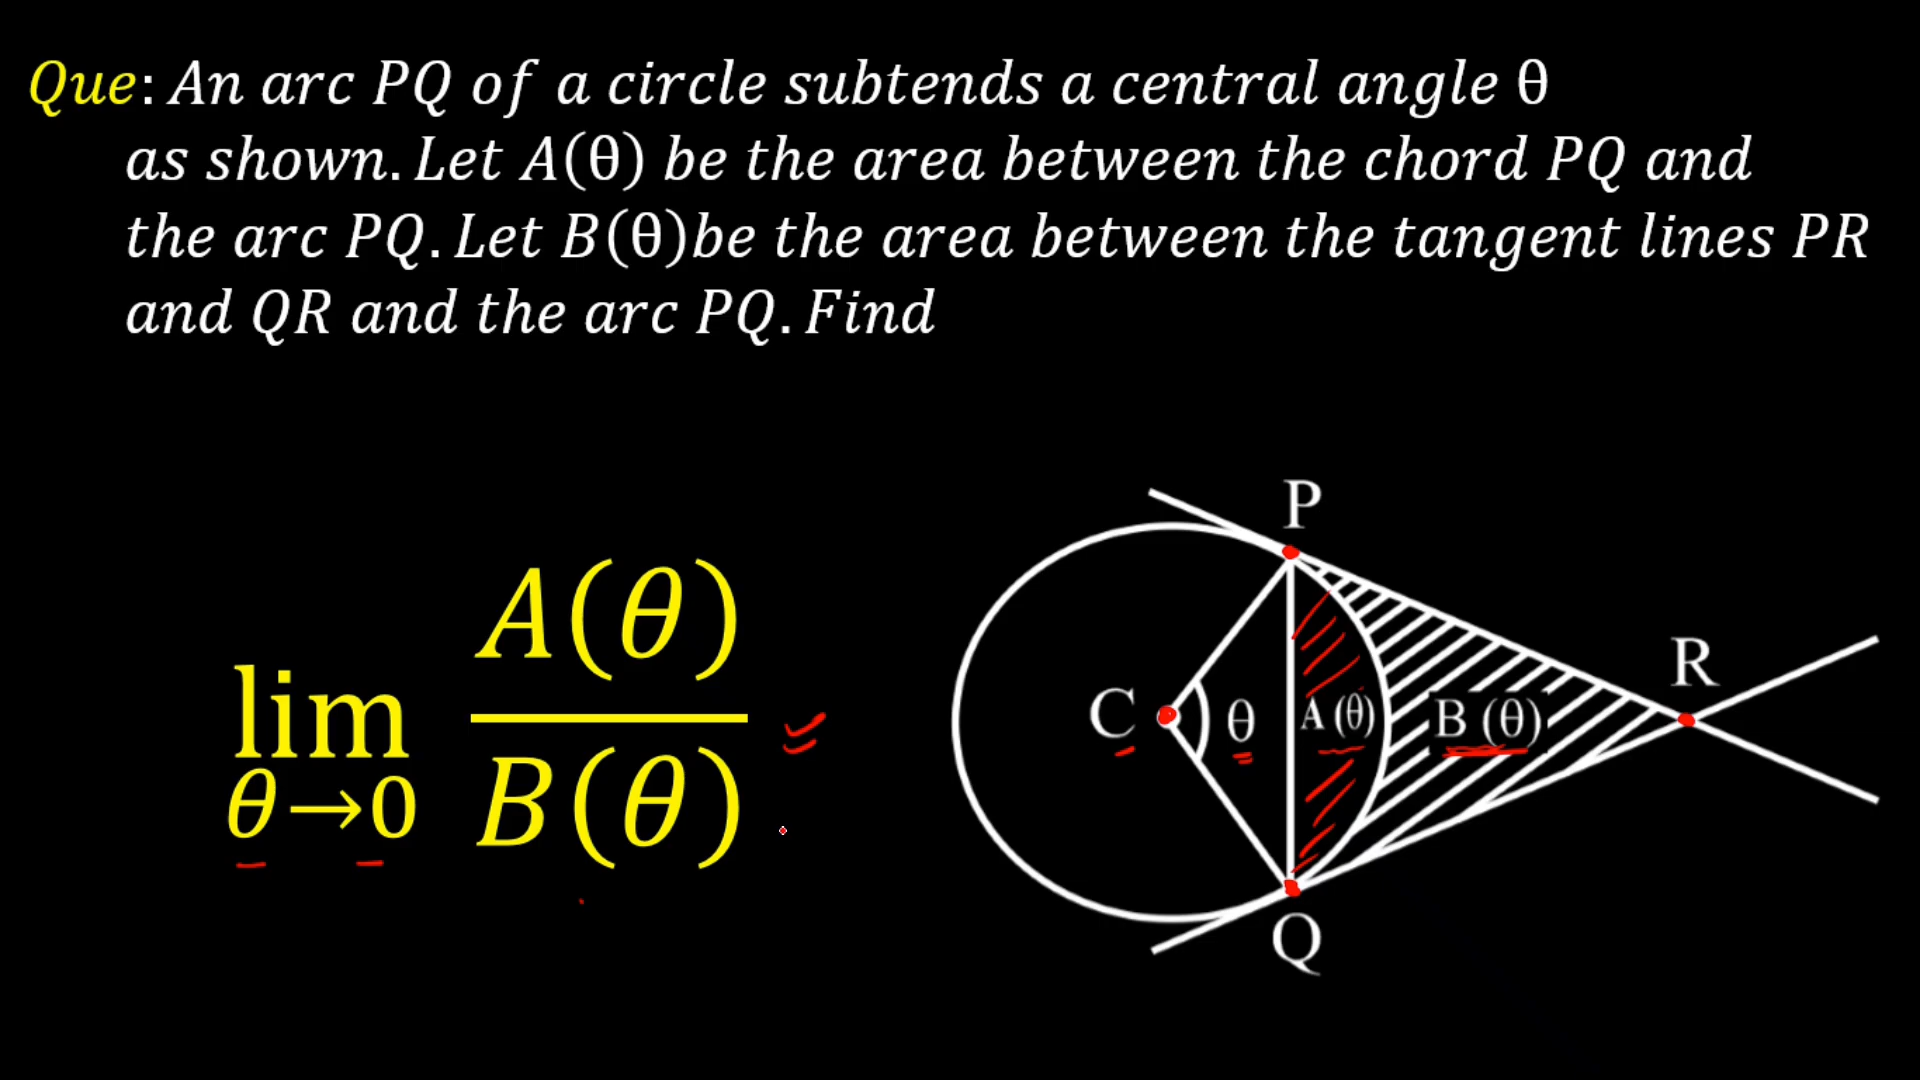 Que: An arc PQ of a circle subtends a central angle θ
as shown. Let A(θ) be the area between the chord PQ and
the arc PQ. Let B(θ)be the area between the tangent lines PR
and QR and the arc PQ. Find
lim θ→0 A(θ) / B(θ)
P
R
C θ A (θ) B (θ)
Q